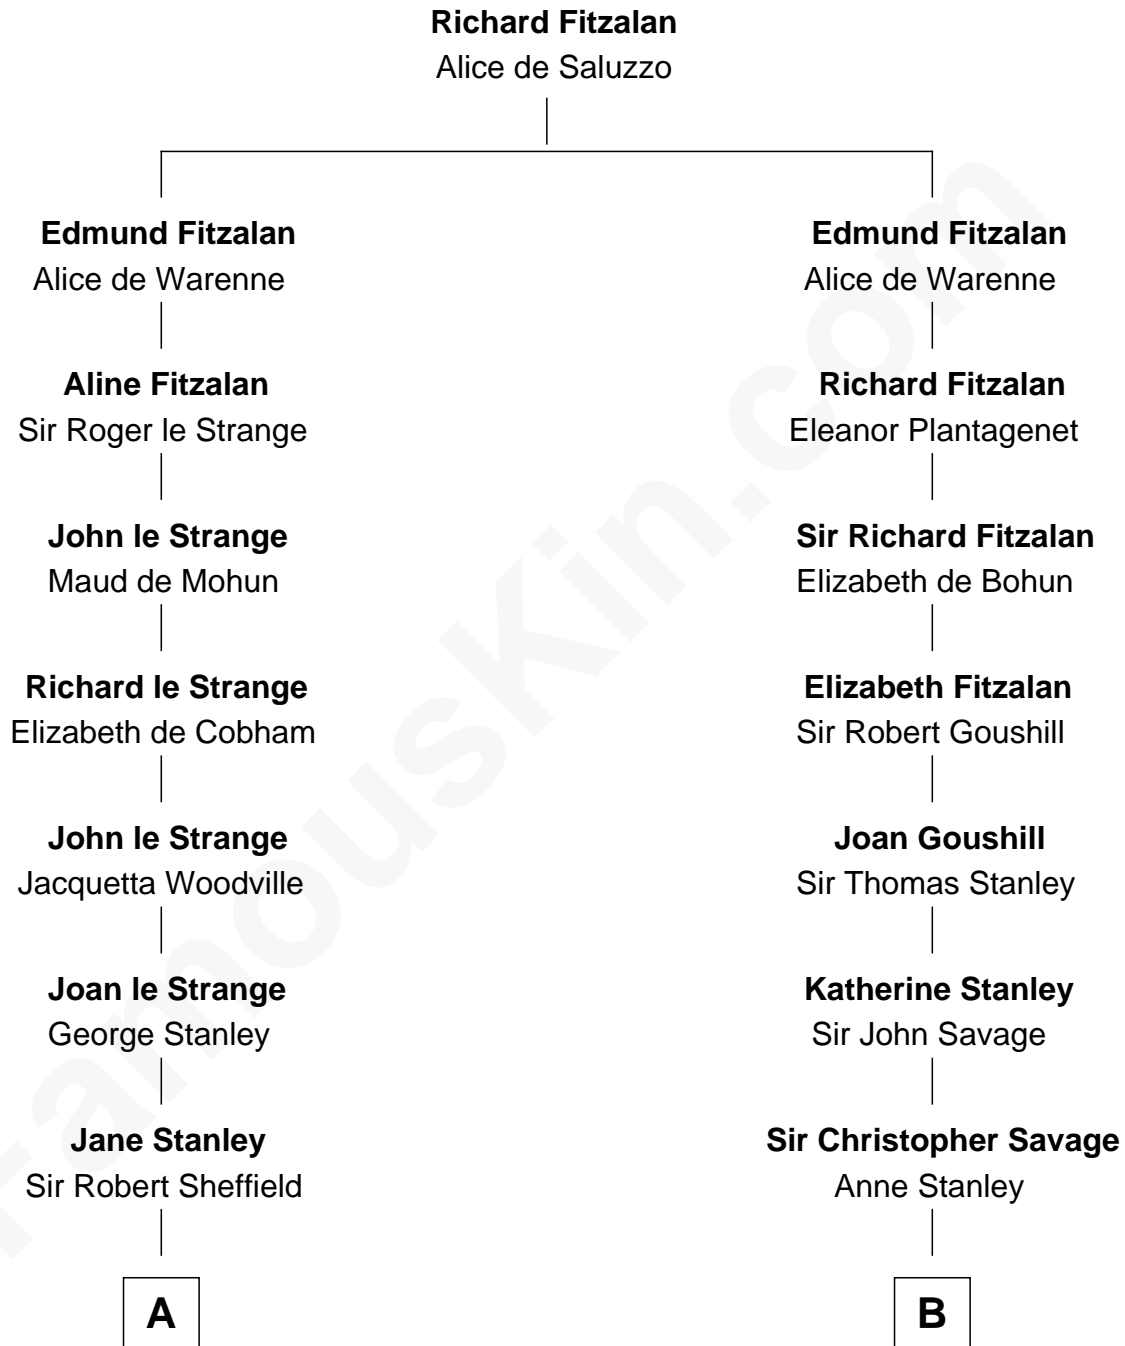 Richard Fitzalan
Alice de Saluzzo
Edmund Fitzalan
Alice de Warenne
Edmund Fitzalan
Alice de Warenne
Aline Fitzalan
Sir Roger le Strange
Richard Fitzalan
Eleanor Plantagenet
John le Strange
Maud de Mohun
Sir Richard Fitzalan
Elizabeth de Bohun
Richard le Strange
Elizabeth de Cobham
Elizabeth Fitzalan
Sir Robert Goushill
John le Strange
Jacquetta Woodville
Joan Goushill
Sir Thomas Stanley
Joan le Strange
George Stanley
Katherine Stanley
Sir John Savage
Jane Stanley
Sir Robert Sheffield
Sir Christopher Savage
Anne Stanley
A
B
FamousKin.com